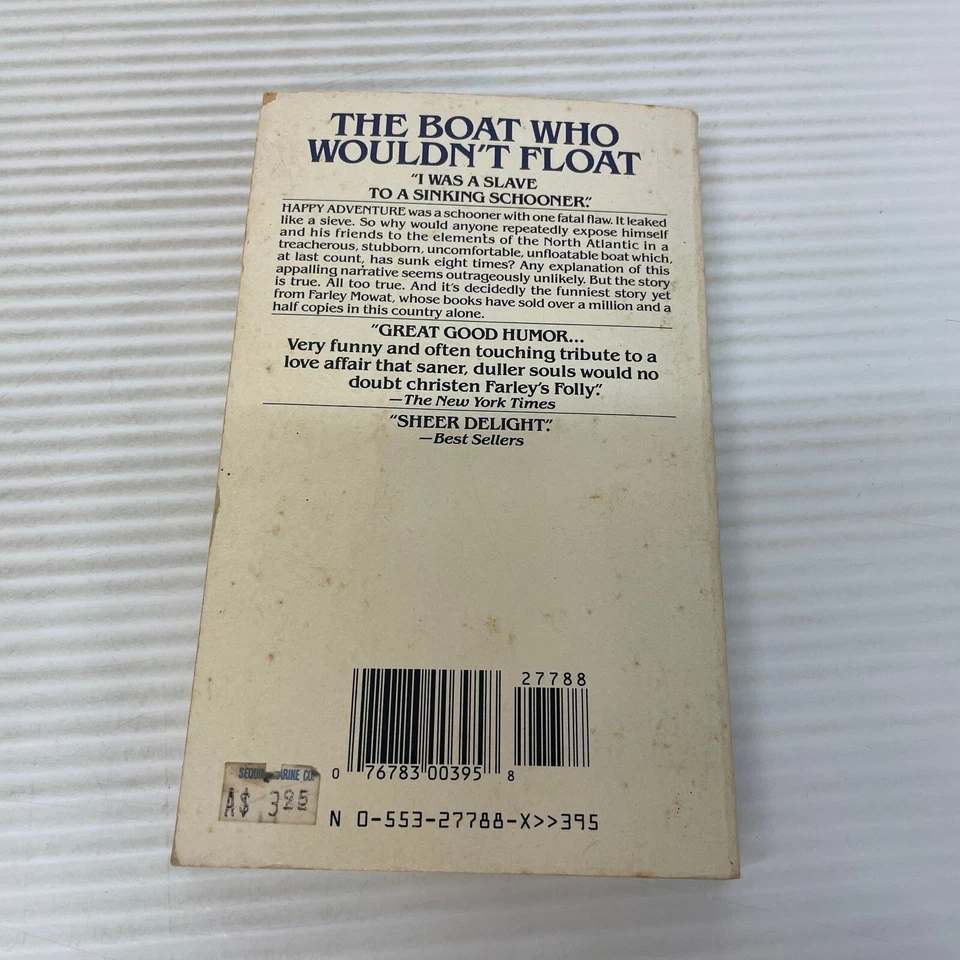 THE BOAT WHO
WOULDN'T FLOAT
"I WAS A SLAVE
TO A SINKING SCHOONER."
HAPPY ADVENTURE was a schooner with one fatal flaw. It leaked
like a sieve. So why would anyone repeatedly expose himself
and his friends to the elements of the North Atlantic in a
treacherous, stubborn, uncomfortable, unfloatable boat which,
at last count, has sunk eight times? Any explanation of this
appalling narrative seems outrageously unlikely. But the story
is true. All too true. And it's decidedly the funniest story yet
from Farley Mowat, whose books have sold over a million and a
half copies in this country alone.
"GREAT GOOD HUMOR...
Very funny and often touching tribute to a
love affair that saner, duller souls would no
doubt christen Farley's Folly."
—The New York Times
"SHEER DELIGHT."
—Best Sellers
27788
0 76783 00395 8
CO.
A$ 395
N 0-553-27788-X>>395